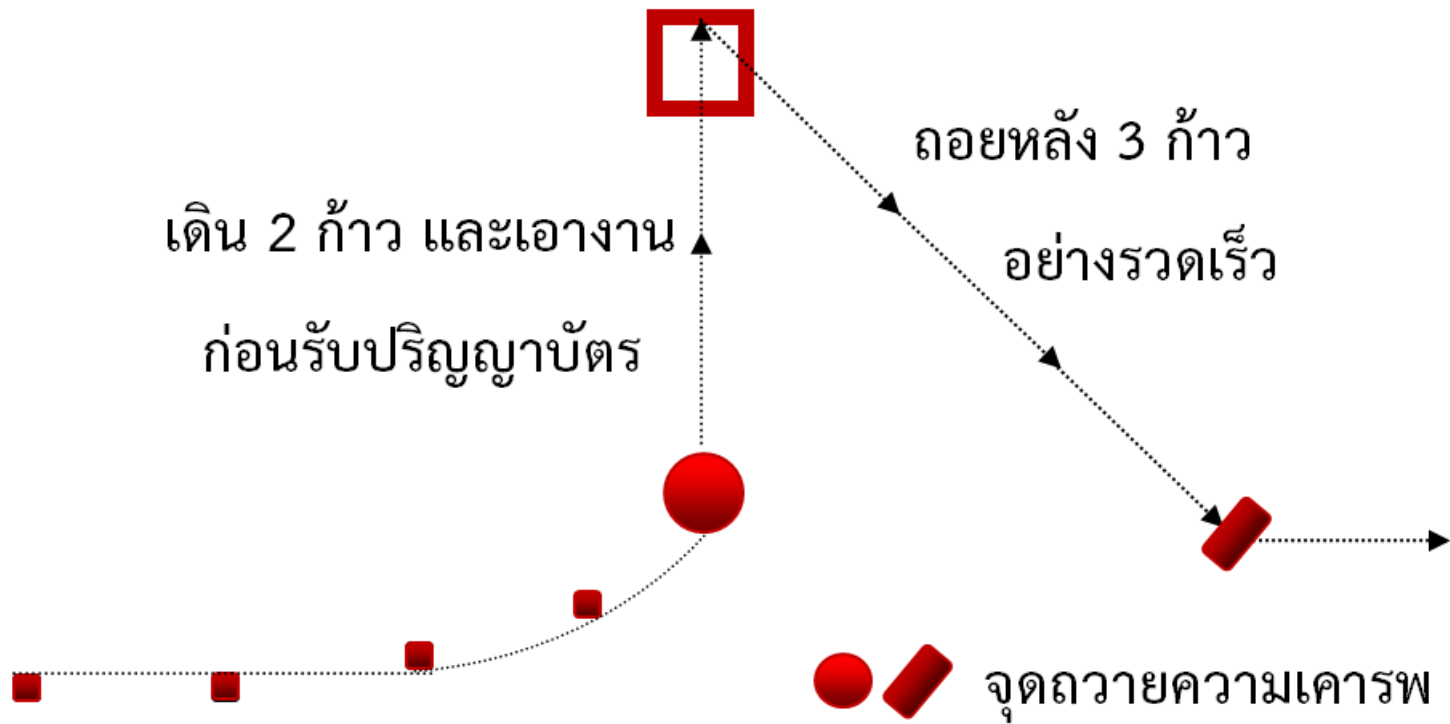 ถอยหลัง 3 ก้าว
อย่างรวดเร็ว
เดิน 2 ก้าว และเอางาน
ก่อนรับปริญญาบัตร
จุดถวายความเคารพ